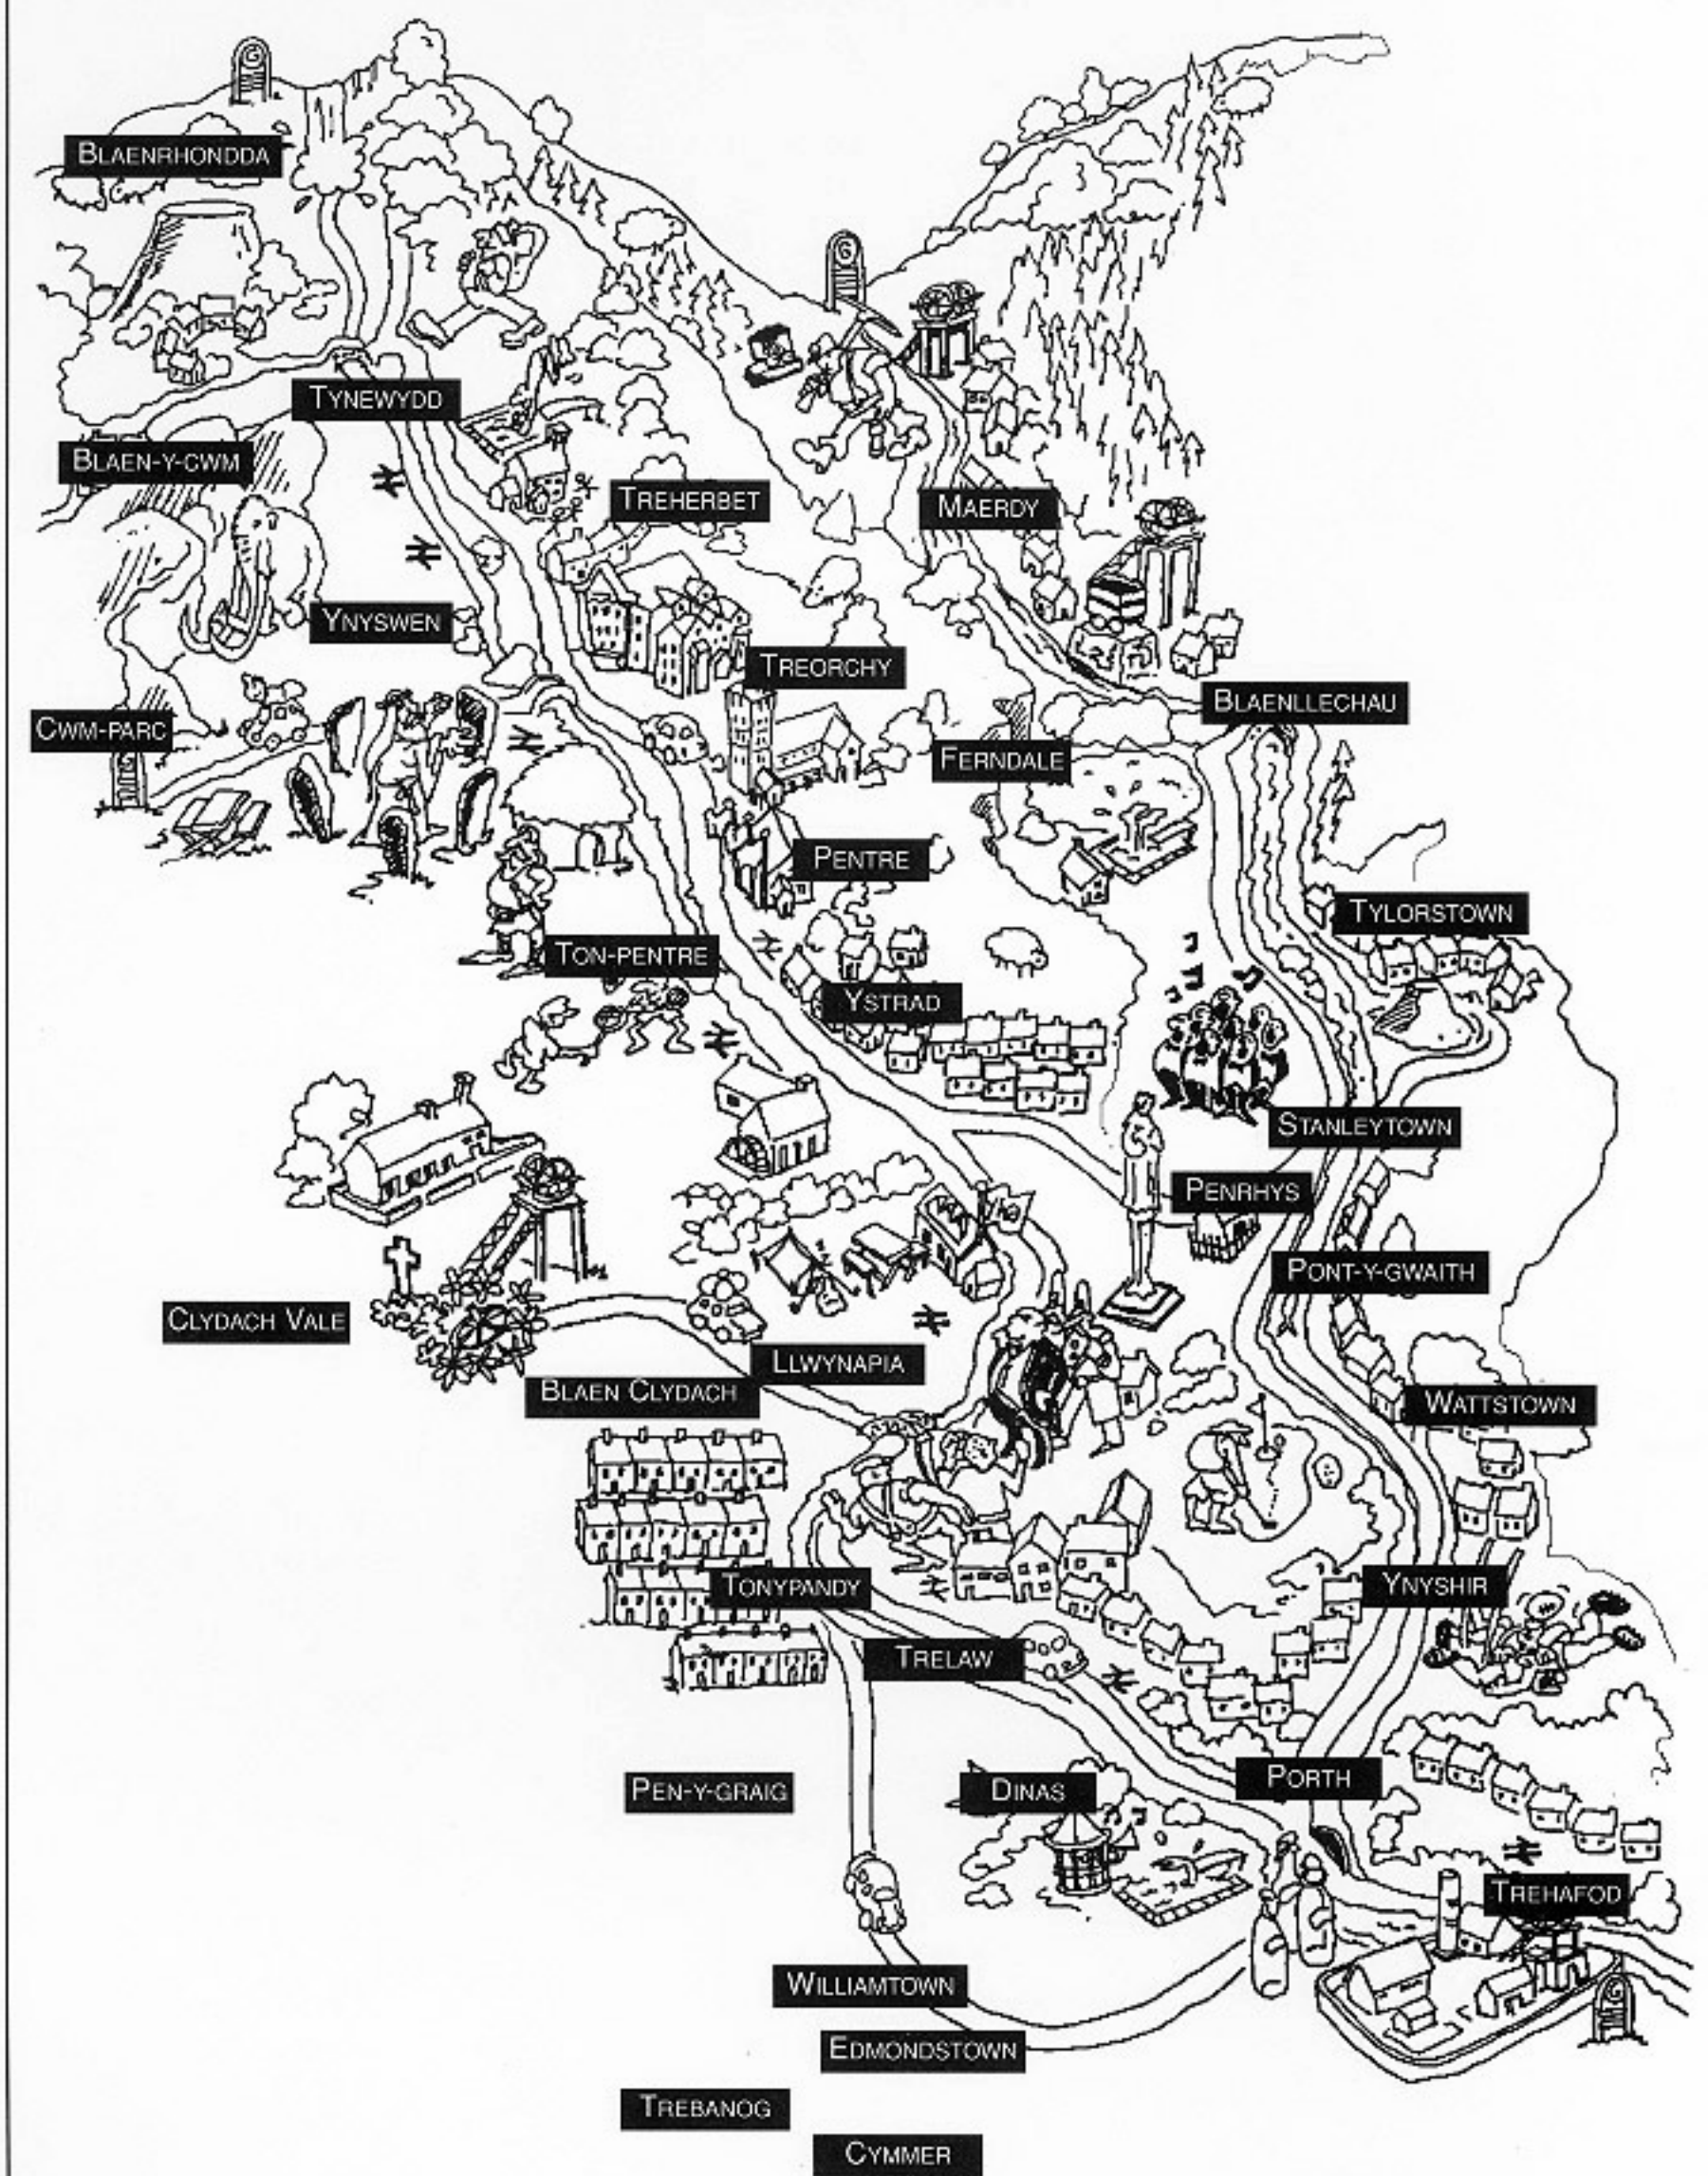 BLAENRHONDDA
TYNEWYDD
BLAEN-Y-CWM
TREHERBET
MAERDY
YNYSWEN
TREORCHY
BLAENLLECHAU
CWM-PARC
FERNDALE
PENTRE
TYLORSTOWN
TON-PENTRE
YSTRAD
STANLEYTOWN
PENRHYS
PONT-Y-GWAITH
CLYDACH VALE
LLWYNAPIA
BLAEN CLYDACH
WATTSTOWN
TONYPANDY
YNYSHIR
TRELAW
PEN-Y-GRAIG
DINAS
PORTH
TREHAFOD
WILLIAMTOWN
EDMONDSTOWN
TREBANOG
CYMMER